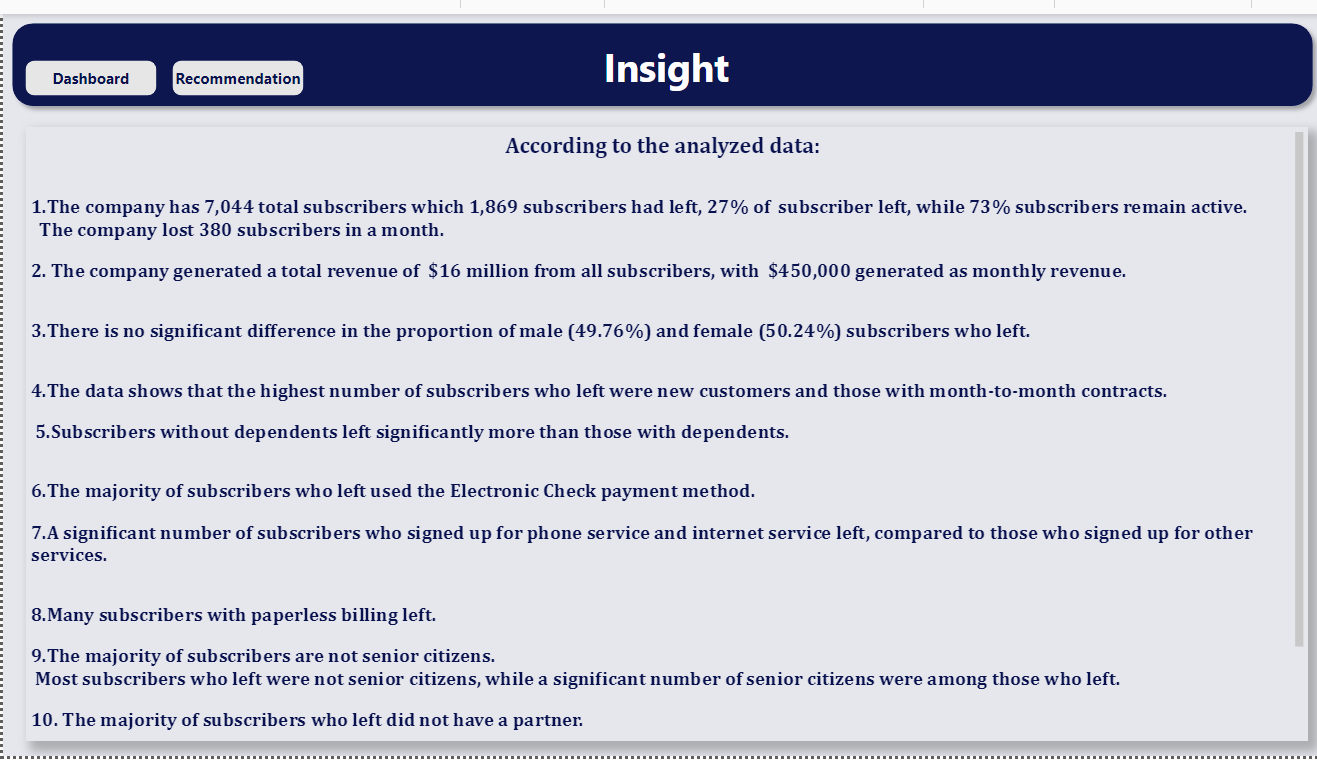 Insight
Dashboard
Recommendation
According to the analyzed data:
1.The company has 7,044 total subscribers which 1,869 subscribers had left, 27% of subscriber left, while 73% subscribers remain active.
The company lost 380 subscribers in a month.
2. The company generated a total revenue of $16 million from all subscribers, with $450,000 generated as monthly revenue.
3.There is no significant difference in the proportion of male (49.76%) and female (50.24%) subscribers who left.
4.The data shows that the highest number of subscribers who left were new customers and those with month-to-month contracts.
5.Subscribers without dependents left significantly more than those with dependents.
6.The majority of subscribers who left used the Electronic Check payment method.
7.A significant number of subscribers who signed up for phone service and internet service left, compared to those who signed up for other
services.
8.Many subscribers with paperless billing left.
9.The majority of subscribers are not senior citizens.
Most subscribers who left were not senior citizens, while a significant number of senior citizens were among those who left.
10. The majority of subscribers who left did not have a partner.